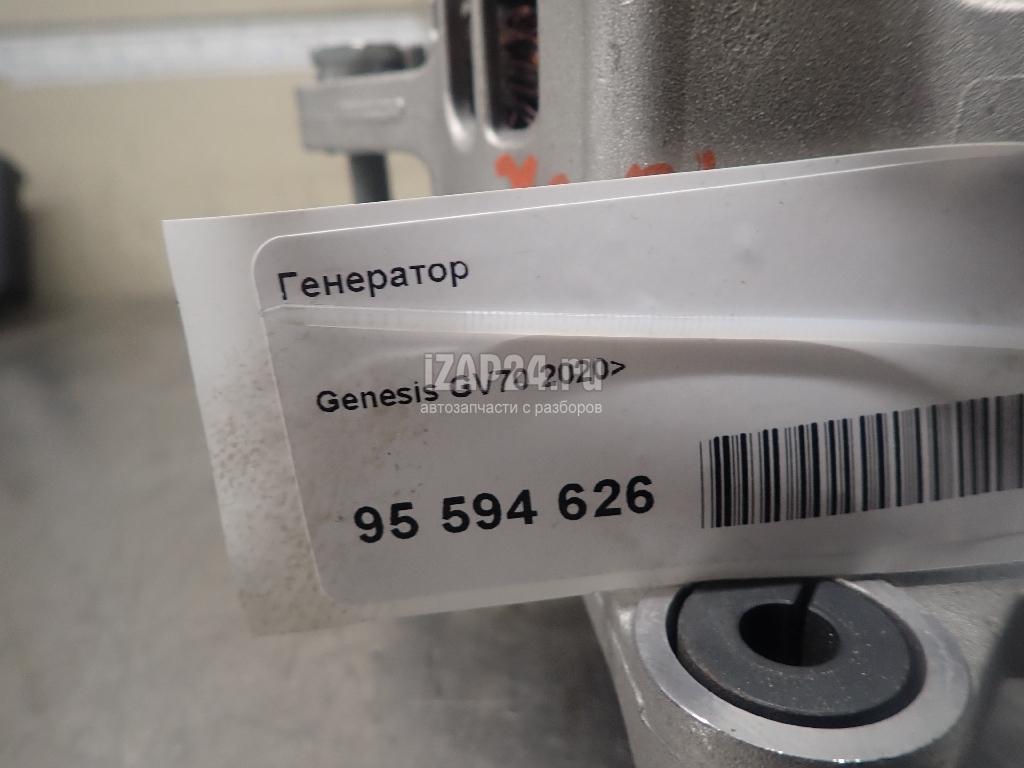 Генератор
Genesis GV70 2020>
iZAP24.ru
автозапчасти с разборов
95 594 626